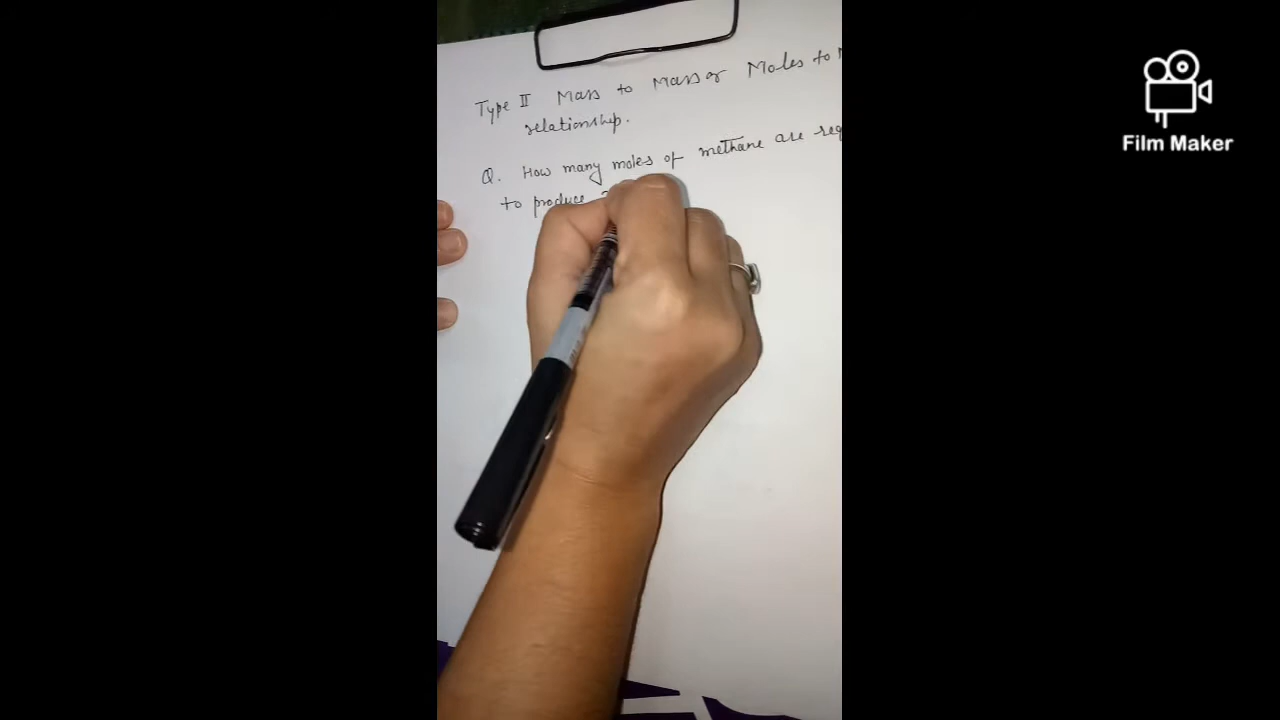 Type II Mass to Mass or Moles to
relationship.
Q. How many moles of methane are req
to produce
Film Maker